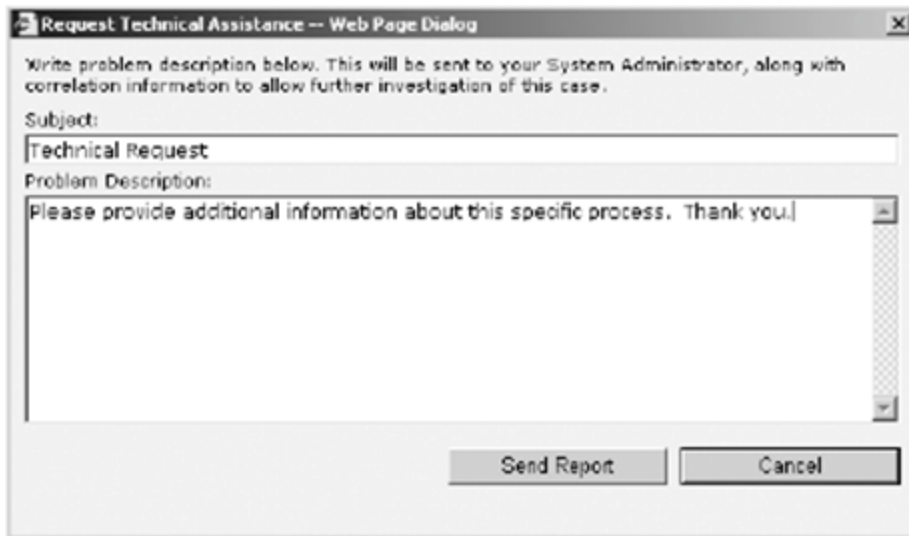 Request Technical Assistance -- Web Page Dialog
Write problem description below. This will be sent to your System Administrator, along with
correlation information to allow further investigation of this case.
Subject:
Technical Request
Problem Description:
Please provide additional information about this specific process.  Thank you.
Send Report
Cancel